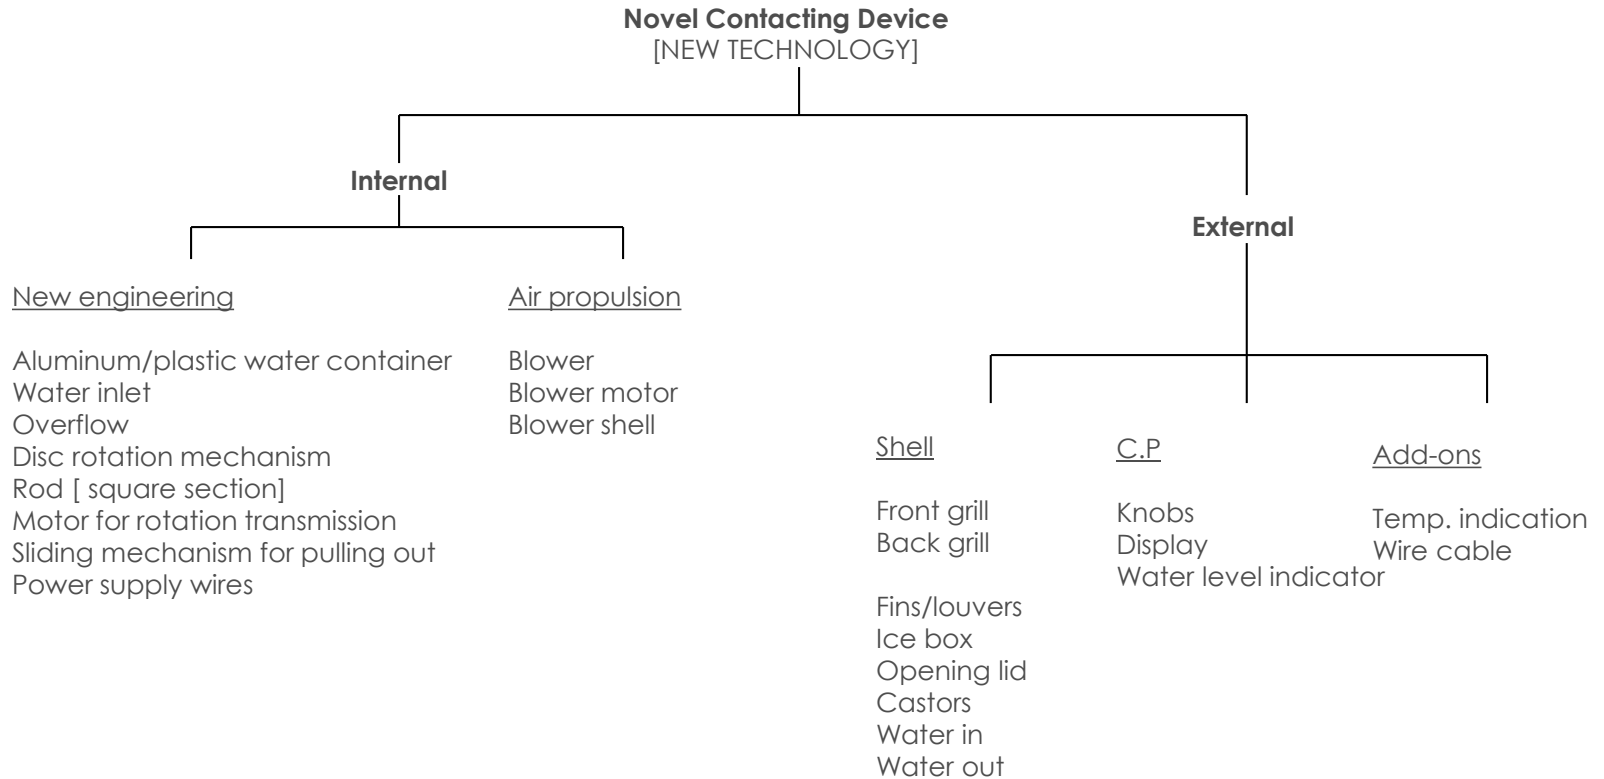 Novel Contacting Device
[NEW TECHNOLOGY]
Internal
External
New engineering
Aluminum/plastic water container
Water inlet
Overflow
Disc rotation mechanism
Rod [ square section]
Motor for rotation transmission
Sliding mechanism for pulling out
Power supply wires
Air propulsion
Blower
Blower motor
Blower shell
Shell
Front grill
Back grill
Fins/louvers
Ice box
Opening lid
Castors
Water in
Water out
C.P
Knobs
Display
Water level indicator
Add-ons
Temp. indication
Wire cable